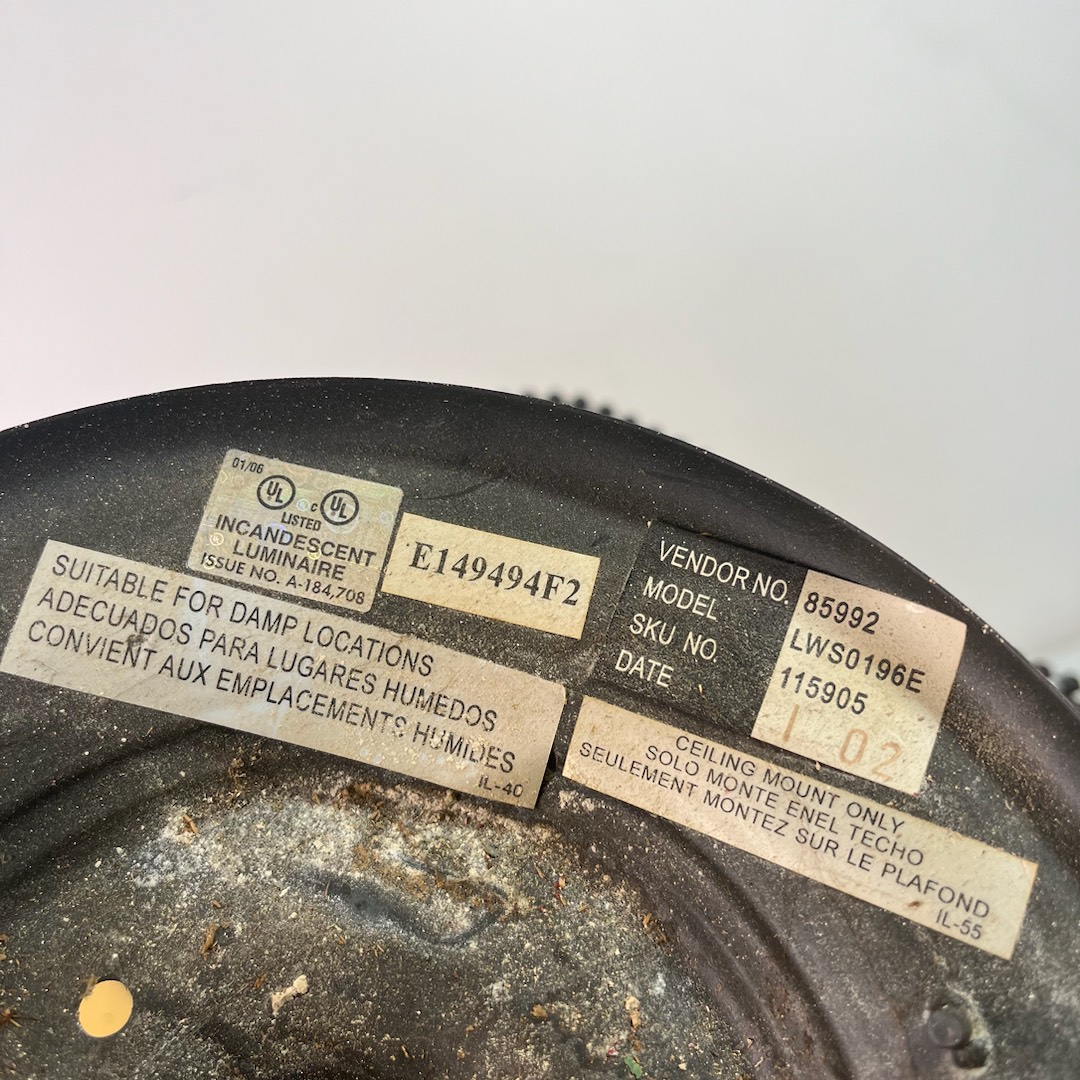 01/06
UL c UL
LISTED
INCANDESCENT
LUMINAIRE
ISSUE NO. A-184,708
E149494F2
SUITABLE FOR DAMP LOCATIONS
ADECUADOS PARA LUGARES HUMEDOS
CONVIENT AUX EMPLACEMENTS HUMIDES
IL-40
VENDOR NO. 85992
MODEL LWS0196E
SKU NO. 115905
DATE 1 02
CEILING MOUNT ONLY
SOLO MONTE ENEL TECHO
SEULEMENT MONTEZ SUR LE PLAFOND
IL-55